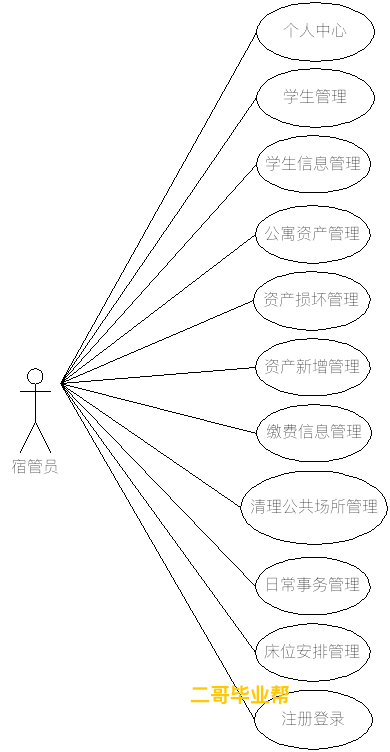 个人中心
学生管理
学生信息管理
公寓资产管理
资产损坏管理
资产新增管理
宿管员
缴费信息管理
清理公共场所管理
日常事务管理
床位安排管理
二哥毕业帮
注册登录